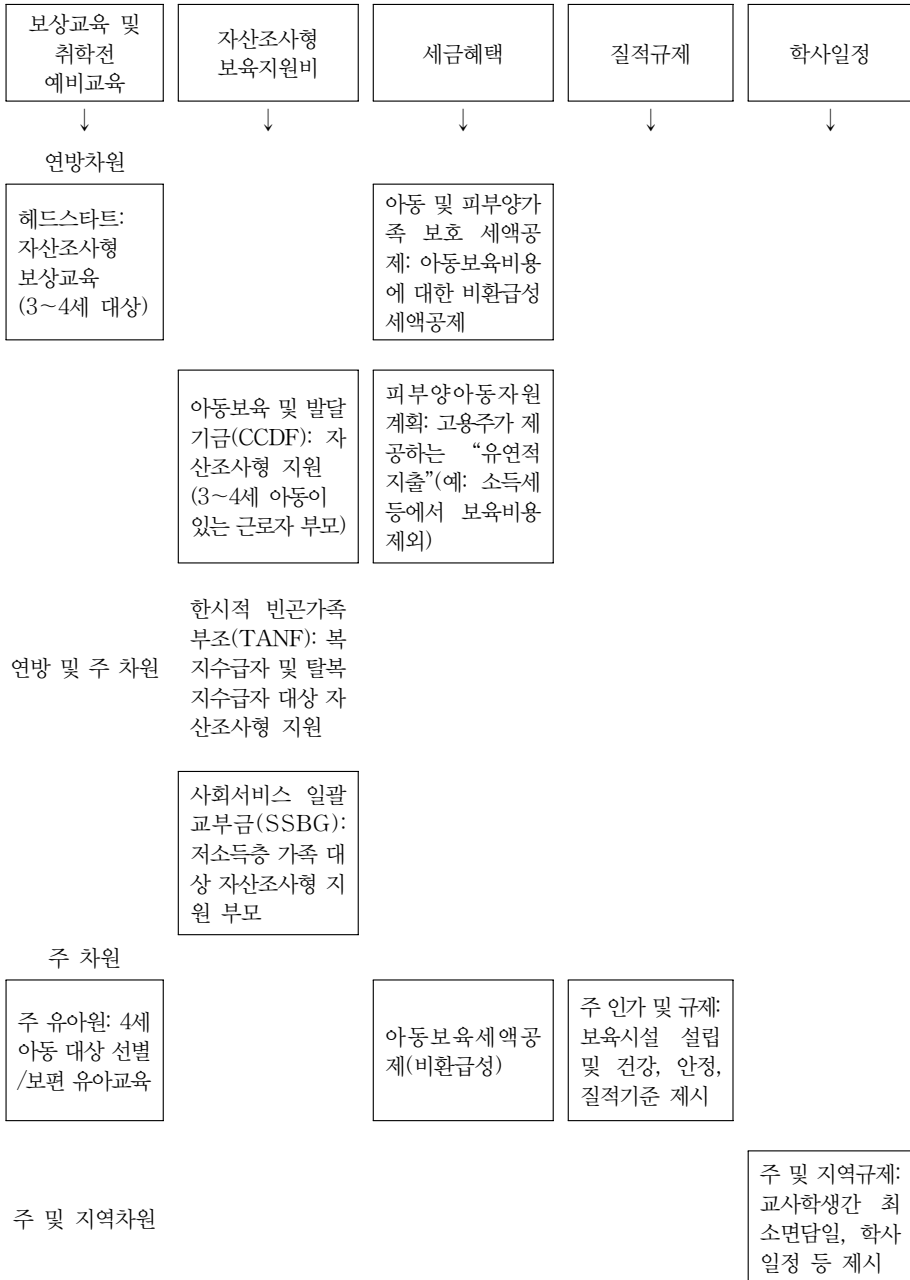 보상교육 및
취학전
예비교육
자산조사형
보육지원비
세금혜택
질적규제
학사일정
↓ ↓ ↓ ↓ ↓
연방차원
헤드스타트:
자산조사형
보상교육
(3~4세 대상)
아동 및 피부양가
족 보호 세액공
제: 아동보육비용
에 대한 비환급성
세액공제
아동보육 및 발달
기금(CCDF): 자
산조사형 지원
(3~4세 아동이
있는 근로자 부모)
피부양아동자원
계획: 고용주가 제
공하는 “유연적
지출”(예: 소득세
등에서 보육비용
제외)
연방 및 주 차원
한시적 빈곤가족
부조(TANF): 복
지수급자 및 탈복
지수급자 대상 자
산조사형 지원
사회서비스 일괄
교부금(SSBG):
저소득층 가족 대
상 자산조사형 지
원 부모
주 차원
주 유아원: 4세
아동 대상 선별
/보편 유아교육
아동보육세액공
제(비환급성)
주 인가 및 규제:
보육시설 설립
및 건강, 안정,
질적기준 제시
주 및 지역차원
주 및 지역규제:
교사학생간 최
소면담일, 학사
일정 등 제시